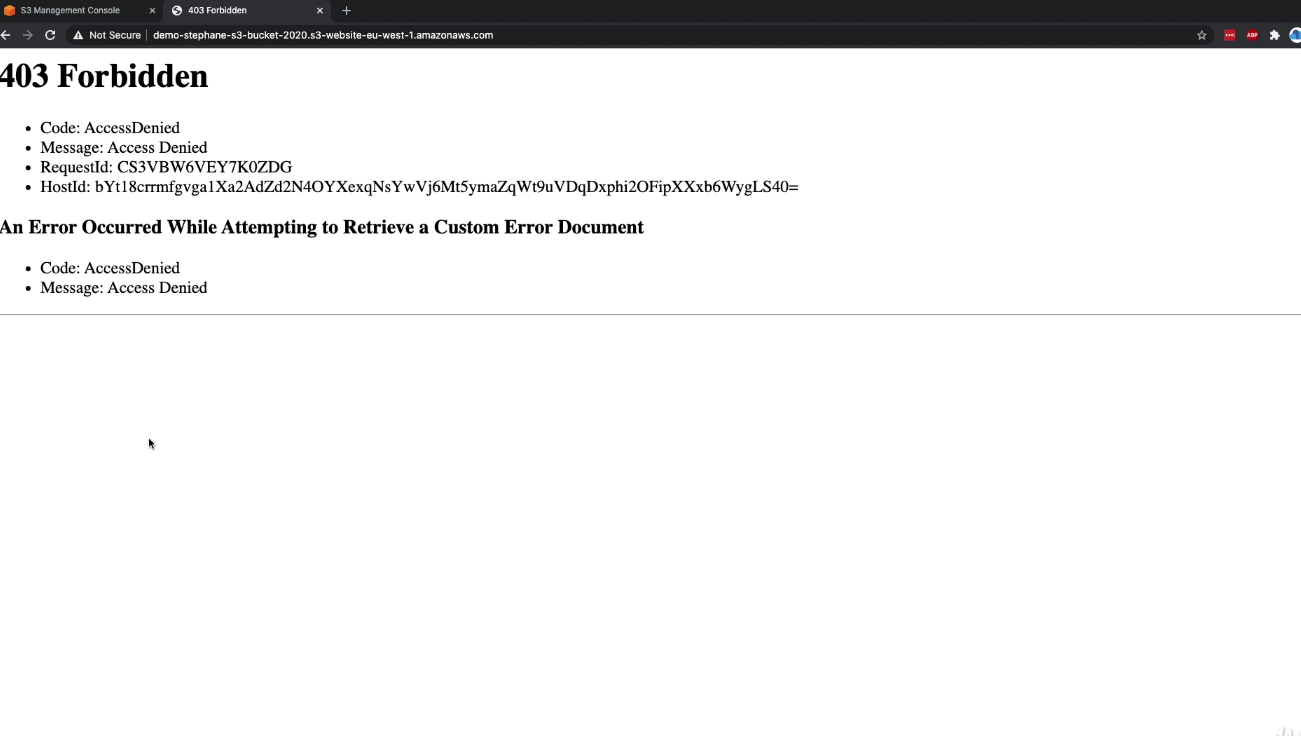 S3 Management Console
403 Forbidden
Not Secure
demo-stephane-s3-bucket-2020.s3-website-eu-west-1.amazonaws.com
ABP
403 Forbidden
Code: AccessDenied
Message: Access Denied
RequestId: CS3VBW6VEY7K0ZDG
HostId: bYt18crrmfgvga1Xa2AdZd2N4OYXexqNsYwVj6Mt5ymaZqWt9uVDqDxphi2OFipXXxb6WygLS40=
An Error Occurred While Attempting to Retrieve a Custom Error Document
Code: AccessDenied
Message: Access Denied